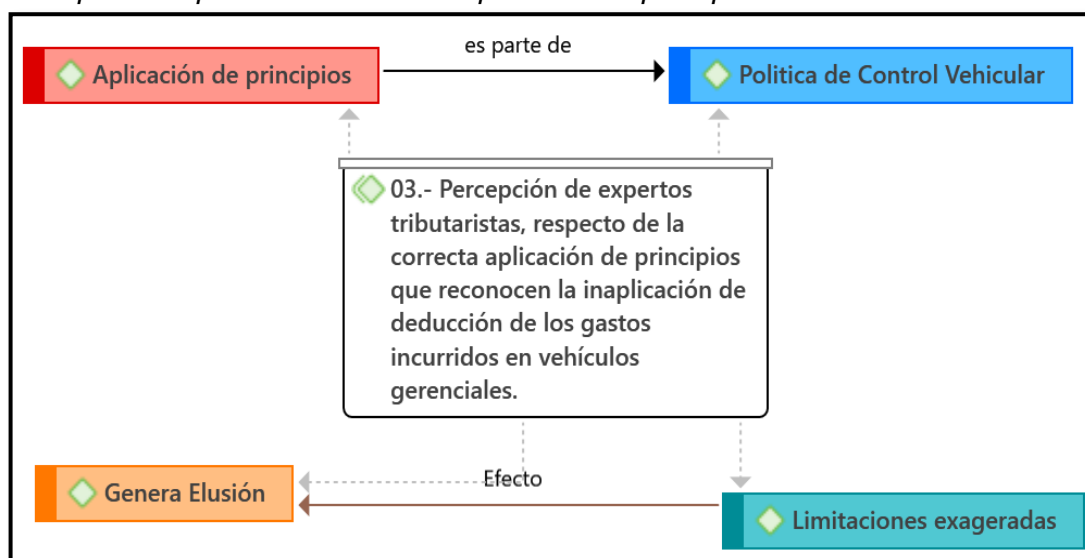 es parte de
Aplicación de principios
Politica de Control Vehicular
03.- Percepción de expertos
tributaristas, respecto de la
correcta aplicación de principios
que reconocen la inaplicación de
deducción de los gastos
incurridos en vehículos
gerenciales.
Genera Elusión
Efecto
Limitaciones exageradas